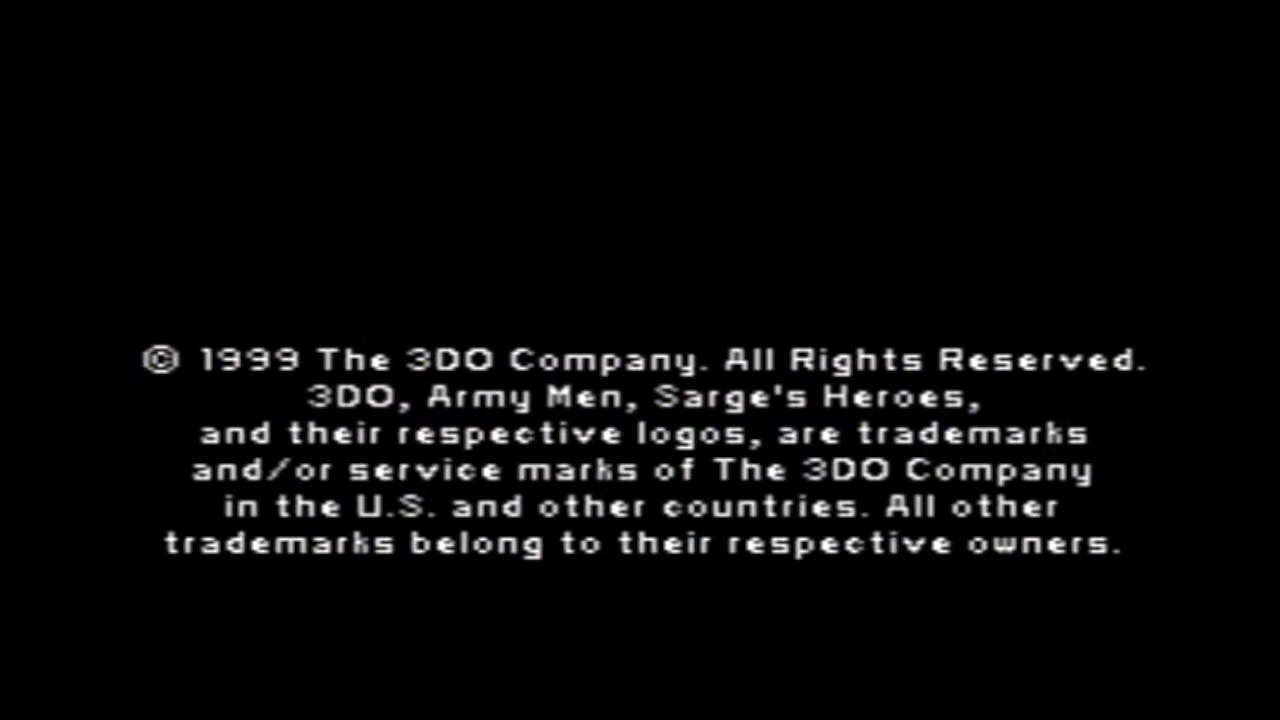 © 1999 The 3DO Company. All Rights Reserved.
3DO, Army Men, Sarge's Heroes,
and their respective logos, are trademarks
and/or service marks of The 3DO Company
in the U.S. and other countries. All other
trademarks belong to their respective owners.